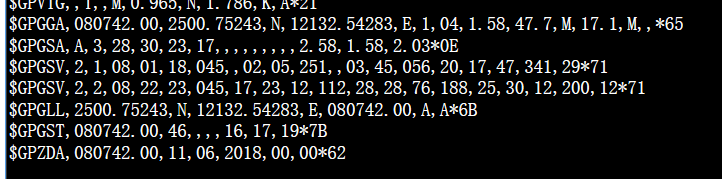 $GPVTG,,T,,M,0.965,N,1.786,K,A*21
$GPGGA,080742.00,2500.75243,N,12132.54283,E,1,04,1.58,47.7,M,17.1,M,,*65
$GPGSA,A,3,28,30,23,17,,,,,,,,,2.58,1.58,2.03*0E
$GPGSV,2,1,08,01,18,045,,02,05,251,,03,45,056,20,17,47,341,29*71
$GPGSV,2,2,08,22,23,045,17,23,12,112,28,28,76,188,25,30,12,200,12*71
$GPGLL,2500.75243,N,12132.54283,E,080742.00,A,A*6B
$GPGST,080742.00,46,,,,16,17,19*7B
$GPZDA,080742.00,11,06,2018,00,00*62